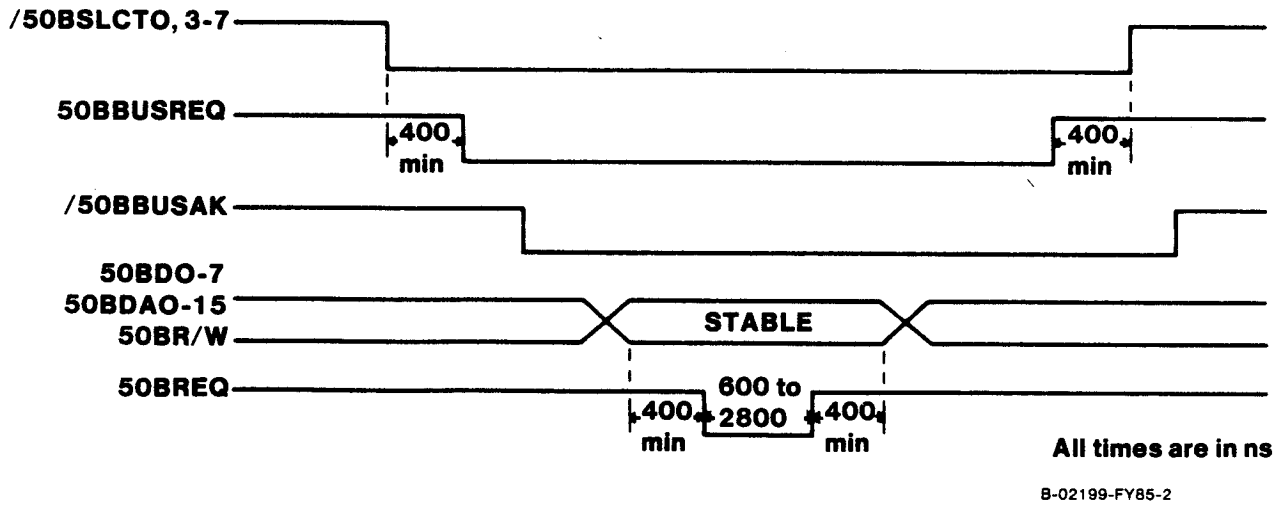 /50BSLCTO, 3-7
50BBUSREQ
400
min
400
min
/50BBUSAK
50BDO-7
50BDAO-15
50BR/W
STABLE
50BREQ
400
min
600 to
2800
400
min
All times are in ns
B-02199-FY85-2